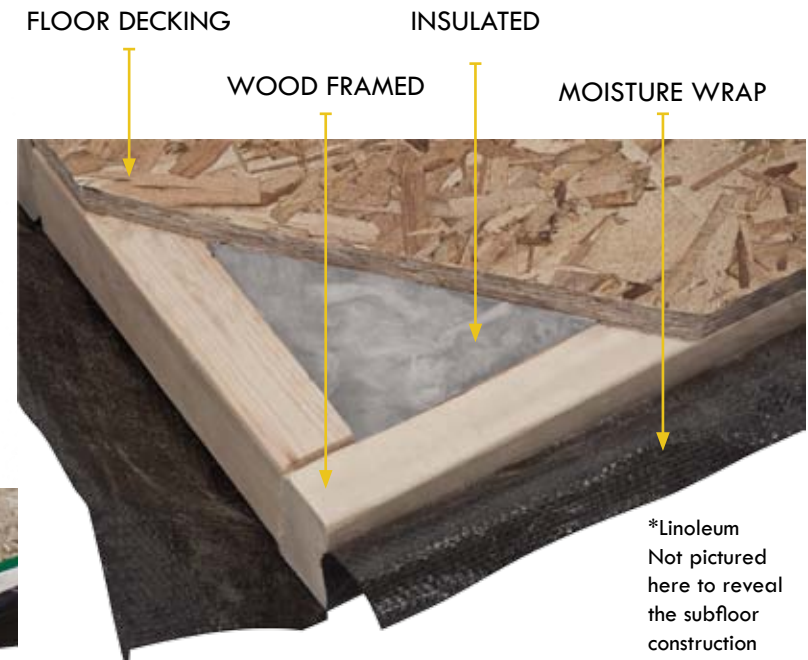 FLOOR DECKING
INSULATED
WOOD FRAMED
MOISTURE WRAP
*Linoleum
Not pictured
here to reveal
the subfloor
construction